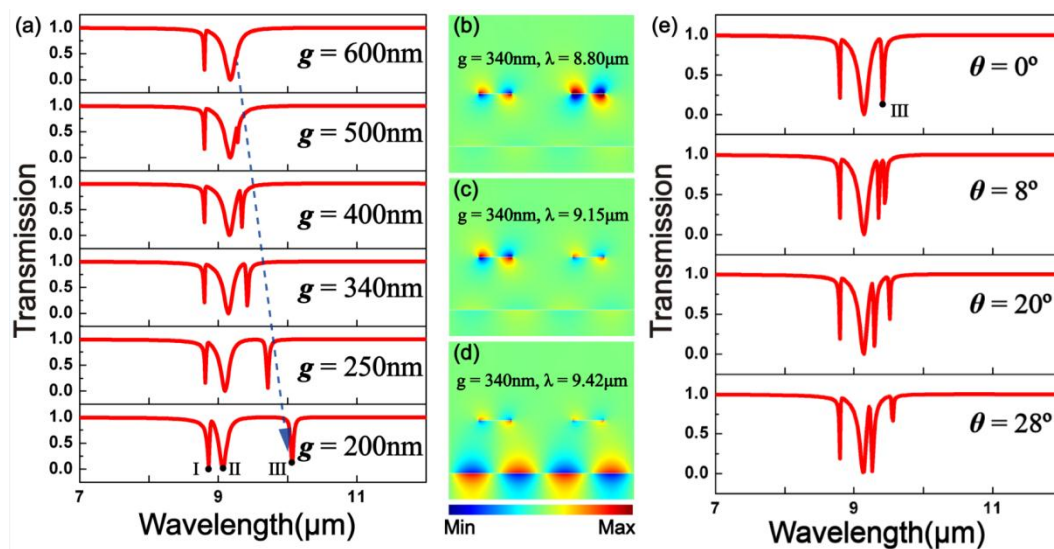 (a)
Transmission
1.0
0.5
0.0
g = 600nm
1.0
0.5
0.0
g = 500nm
1.0
0.5
0.0
g = 400nm
1.0
0.5
0.0
g = 340nm
1.0
0.5
0.0
g = 250nm
1.0
0.5
0.0
g = 200nm
I II III
7 9 11
Wavelength(μm)
(b)
g = 340nm, λ = 8.80μm
(c)
g = 340nm, λ = 9.15μm
(d)
g = 340nm, λ = 9.42μm
Min Max
(e)
Transmission
1.0
0.5
0.0
θ = 0º
III
1.0
0.5
0.0
θ = 8º
1.0
0.5
0.0
θ = 20º
1.0
0.5
0.0
θ = 28º
7 9 11
Wavelength(μm)